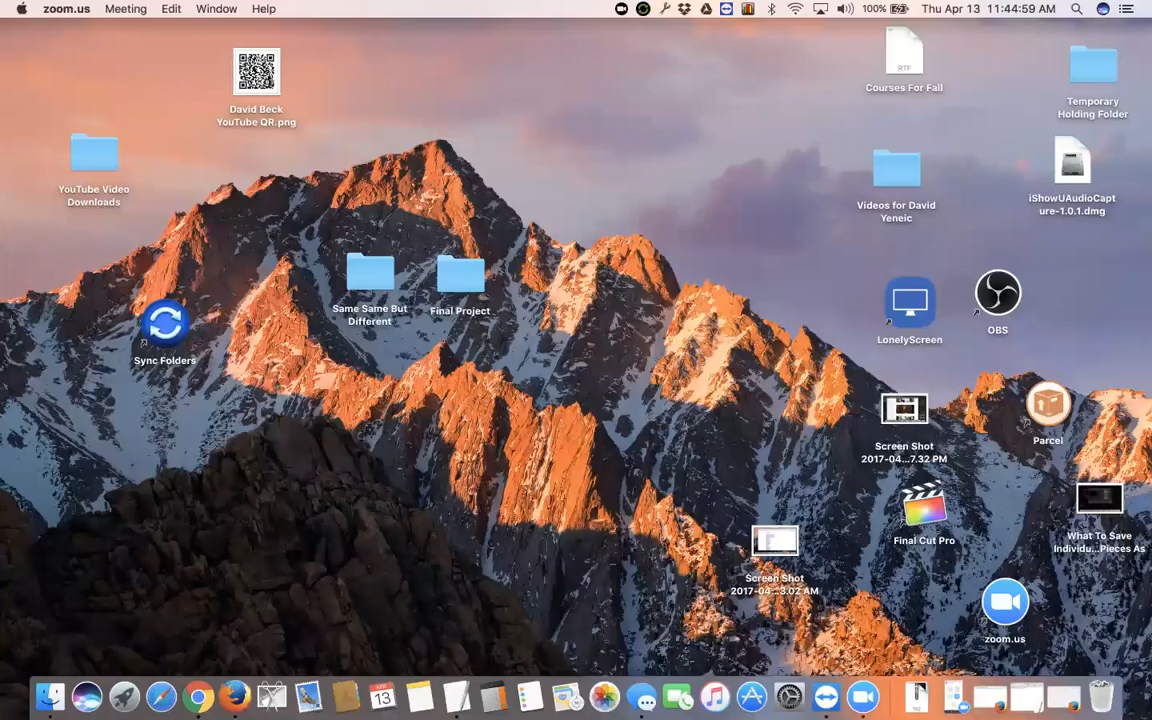 zoom.us Meeting Edit Window Help 100% Thu Apr 13 11:44:59 AM
David Beck
YouTube QR.png
YouTube Video
Downloads
RTF
Courses For Fall
Temporary
Holding Folder
Videos for David
Yeneic
iShowUAudioCapt
ure-1.0.1.dmg
Same Same But
Different
Final Project
Sync Folders
LonelyScreen
OBS
Screen Shot
2017-04...7.32 PM
Parcel
Final Cut Pro
What To Save
Individu...Pieces As
Screen Shot
2017-04...3.02 AM
zoom.us
APR
13